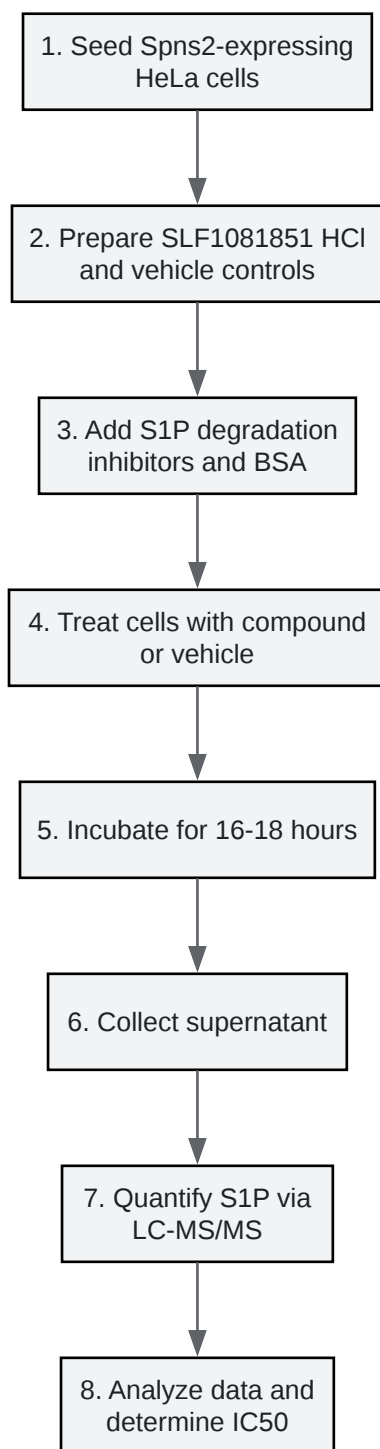 1. Seed Spns2-expressing
HeLa cells
2. Prepare SLF1081851 HCl
and vehicle controls
3. Add S1P degradation
inhibitors and BSA
4. Treat cells with compound
or vehicle
5. Incubate for 16-18 hours
6. Collect supernatant
7. Quantify S1P via
LC-MS/MS
8. Analyze data and
determine IC50